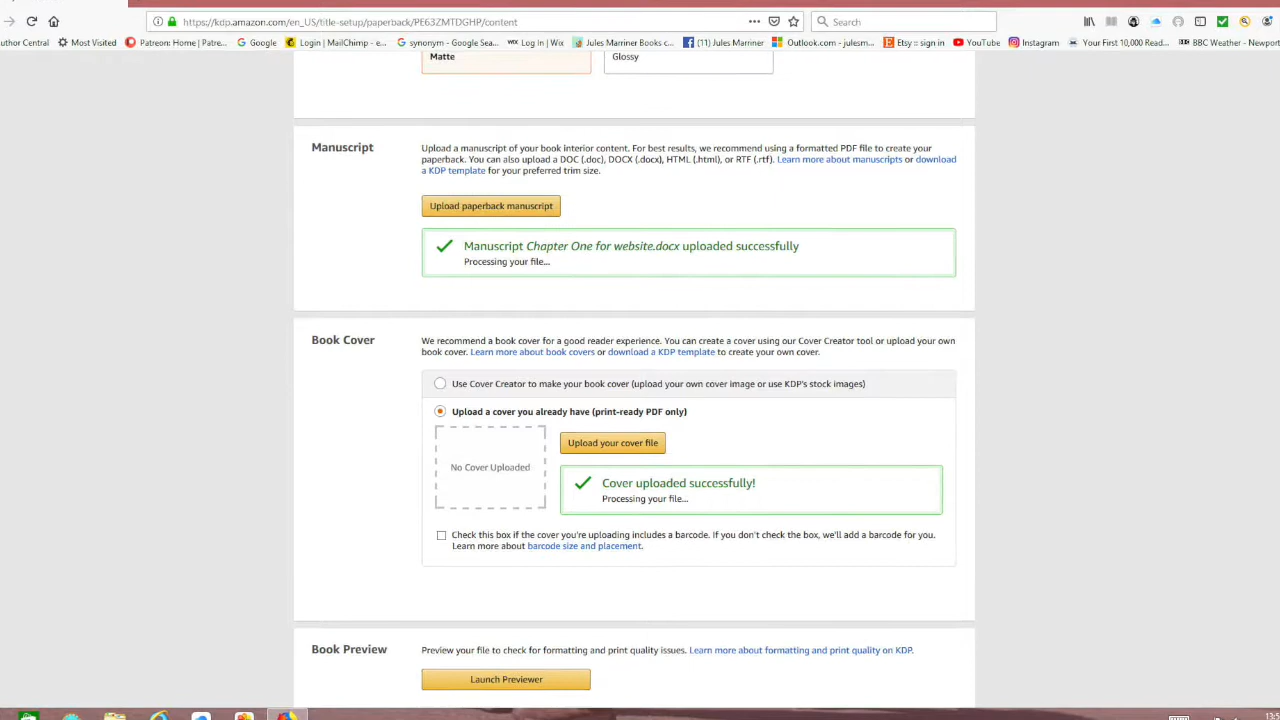 https://kdp.amazon.com/en_US/title-setup/paperback/PE63ZMTDGHP/content
Search
uthor Central Most Visited Patreon: Home | Patre... Google Login | MailChimp - e... synonym - Google Sea... Log In | Wix Jules Marriner Books c... (11) Jules Marriner Outlook.com - julesm... Etsy :: sign in YouTube Instagram Your First 10,000 Read... BBC Weather - Newport
Matte Glossy
Manuscript
Upload a manuscript of your book interior content. For best results, we recommend using a formatted PDF file to create your
paperback. You can also upload a DOC (.doc), DOCX (.docx), HTML (.html), or RTF (.rtf). Learn more about manuscripts or download
a KDP template for your preferred trim size.
Upload paperback manuscript
Manuscript Chapter One for website.docx uploaded successfully
Processing your file...
Book Cover
We recommend a book cover for a good reader experience. You can create a cover using our Cover Creator tool or upload your own
book cover. Learn more about book covers or download a KDP template to create your own cover.
Use Cover Creator to make your book cover (upload your own cover image or use KDP's stock images)
Upload a cover you already have (print-ready PDF only)
No Cover Uploaded
Upload your cover file
Cover uploaded successfully!
Processing your file...
Check this box if the cover you're uploading includes a barcode. If you don't check the box, we'll add a barcode for you.
Learn more about barcode size and placement.
Book Preview
Preview your file to check for formatting and print quality issues. Learn more about formatting and print quality on KDP.
Launch Previewer